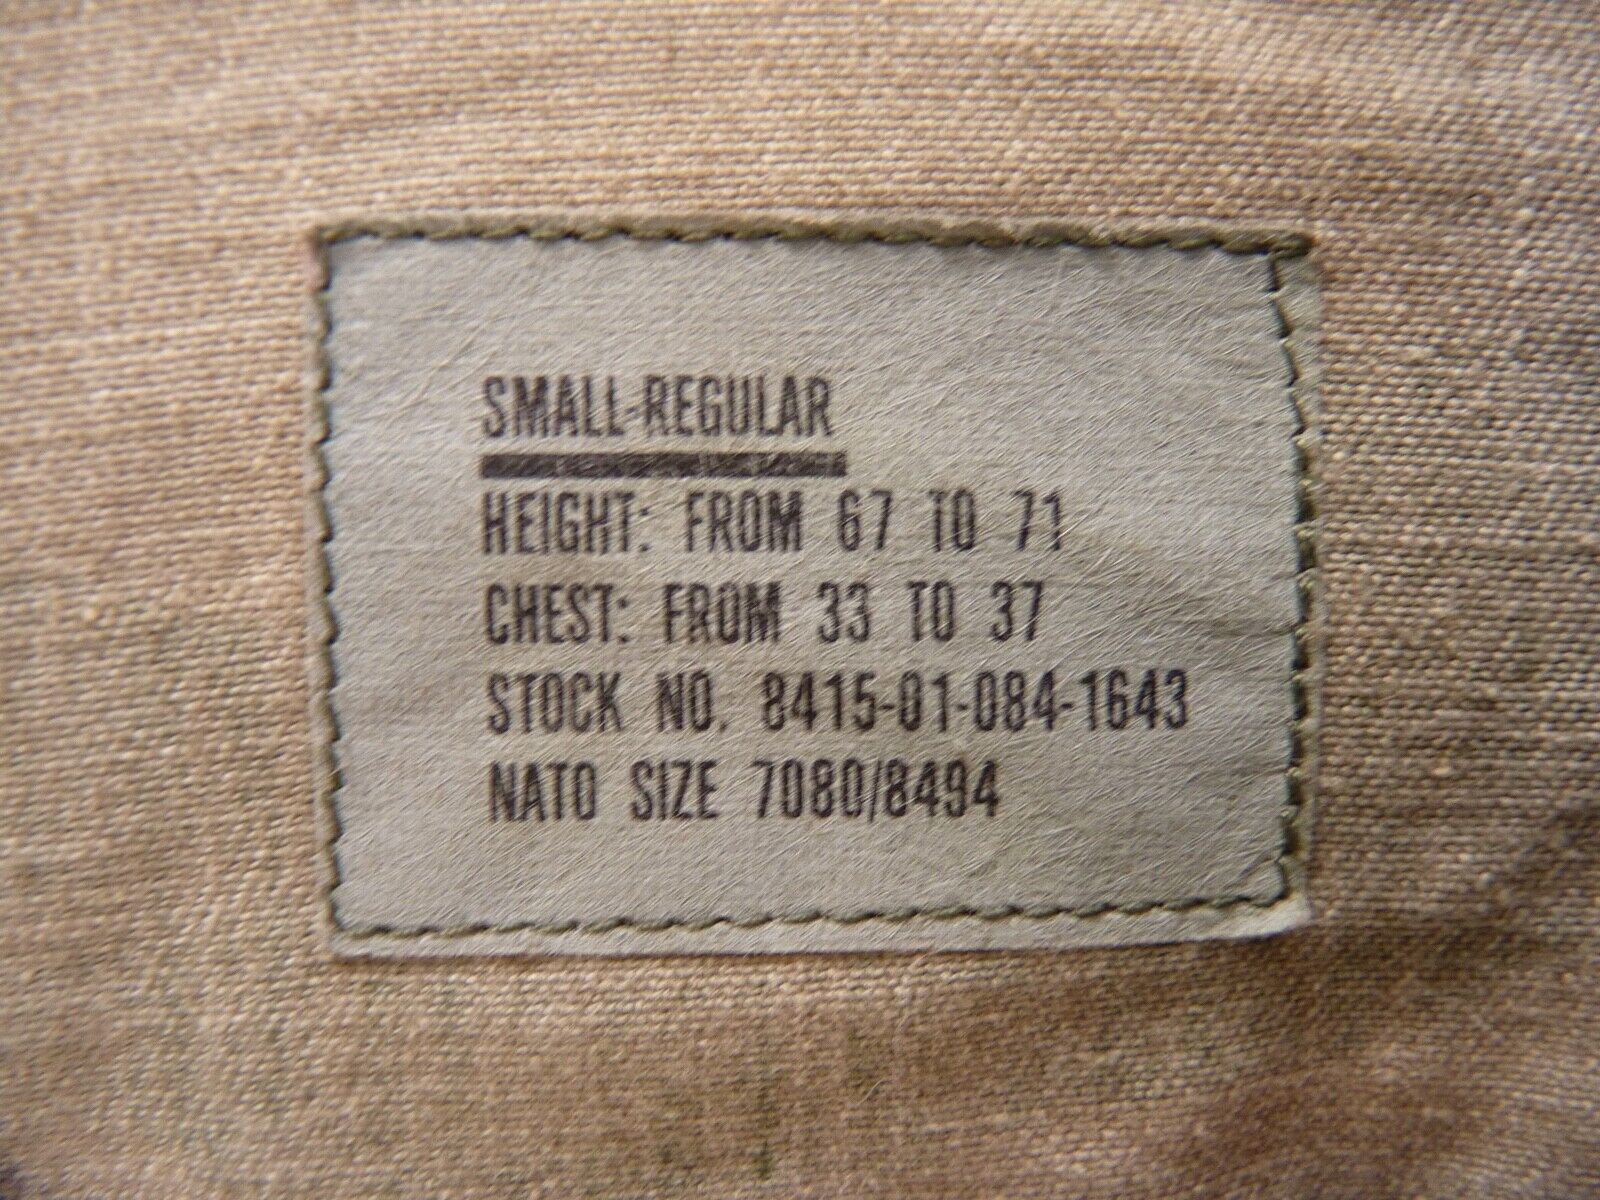 SMALL-REGULAR
HEIGHT: FROM 67 TO 71
CHEST: FROM 33 TO 37
STOCK NO. 8415-01-084-1643
NATO SIZE 7080/8494